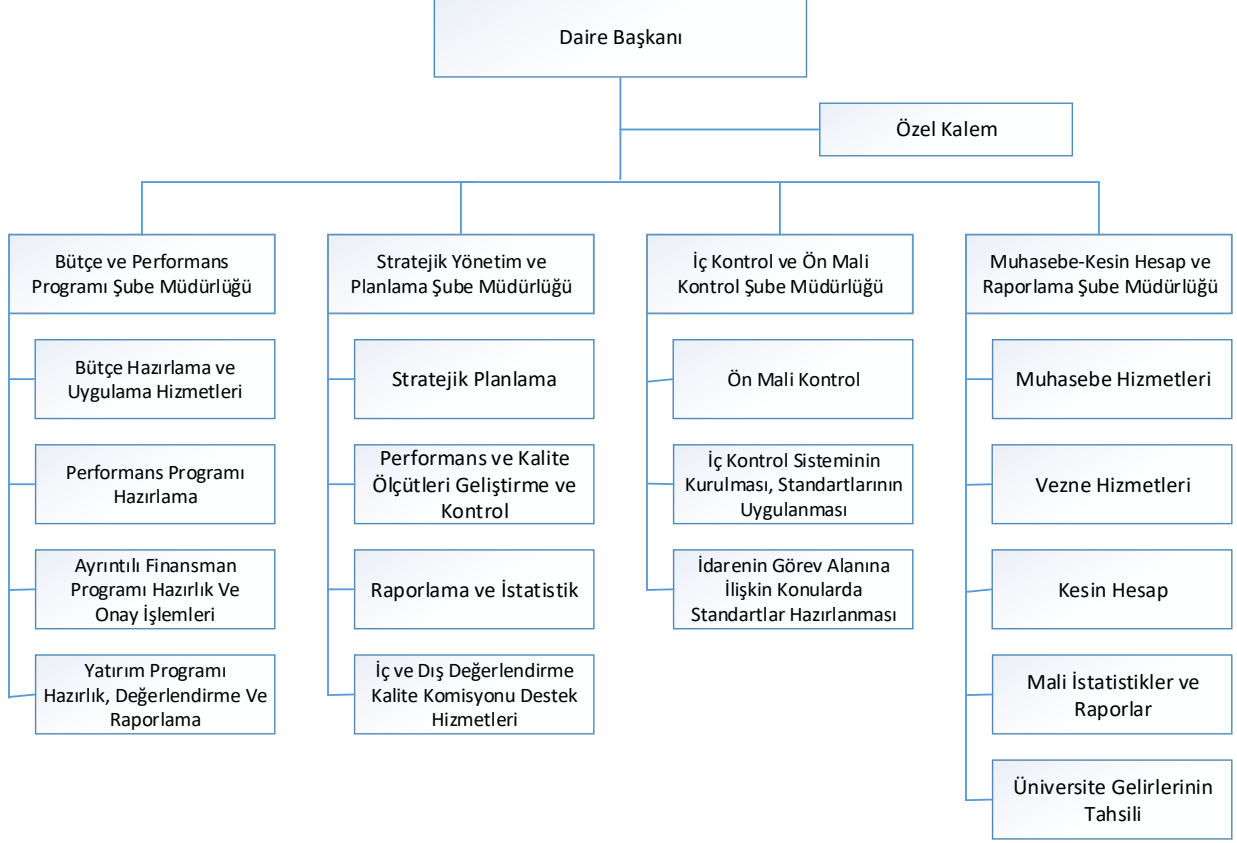 Daire Başkanı
Özel Kalem
Bütçe ve Performans
Programı Şube Müdürlüğü
Bütçe Hazırlama ve
Uygulama Hizmetleri
Performans Programı
Hazırlama
Ayrıntılı Finansman
Programı Hazırlık Ve
Onay İşlemleri
Yatırım Programı
Hazırlık, Değerlendirme Ve
Raporlama
Stratejik Yönetim ve
Planlama Şube Müdürlüğü
Stratejik Planlama
Performans ve Kalite
Ölçütleri Geliştirme ve
Kontrol
Raporlama ve İstatistik
İç ve Dış Değerlendirme
Kalite Komisyonu Destek
Hizmetleri
İç Kontrol ve Ön Mali
Kontrol Şube Müdürlüğü
Ön Mali Kontrol
İç Kontrol Sisteminin
Kurulması, Standartlarının
Uygulanması
İdarenin Görev Alanına
İlişkin Konularda
Standartlar Hazırlanması
Muhasebe-Kesin Hesap ve
Raporlama Şube Müdürlüğü
Muhasebe Hizmetleri
Vezne Hizmetleri
Kesin Hesap
Mali İstatistikler ve
Raporlar
Üniversite Gelirlerinin
Tahsili